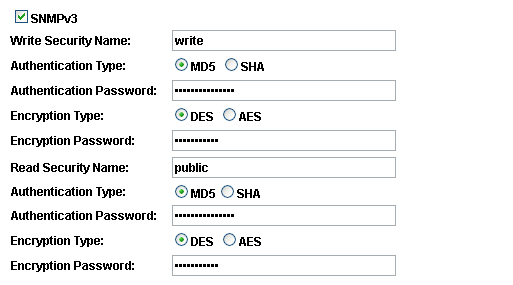 SNMPv3
Write Security Name: write
Authentication Type: MD5 SHA
Authentication Password: •••••••••••••••
Encryption Type: DES AES
Encryption Password: •••••••••••
Read Security Name: public
Authentication Type: MD5 SHA
Authentication Password: •••••••••••••••
Encryption Type: DES AES
Encryption Password: •••••••••••